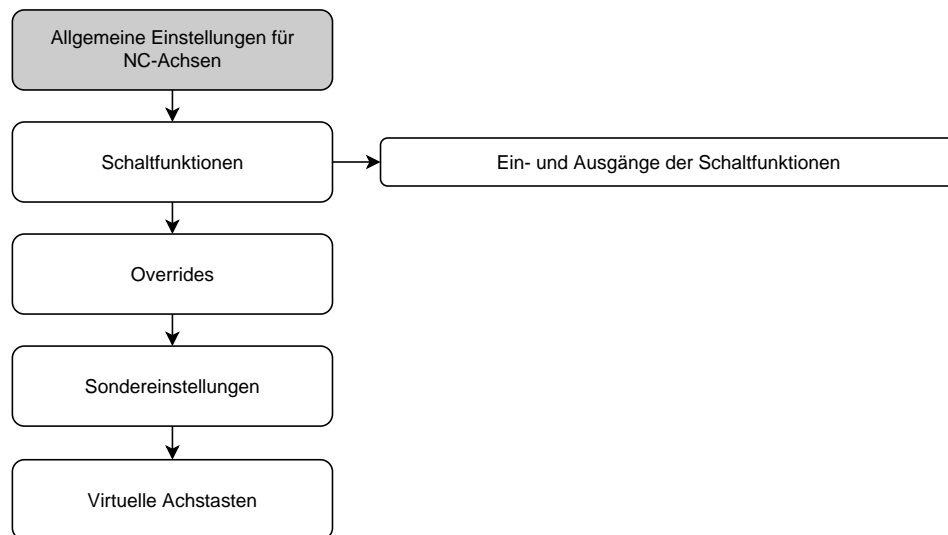 Allgemeine Einstellungen für
NC-Achsen
Schaltfunktionen
Ein- und Ausgänge der Schaltfunktionen
Overrides
Sondereinstellungen
Virtuelle Achstasten